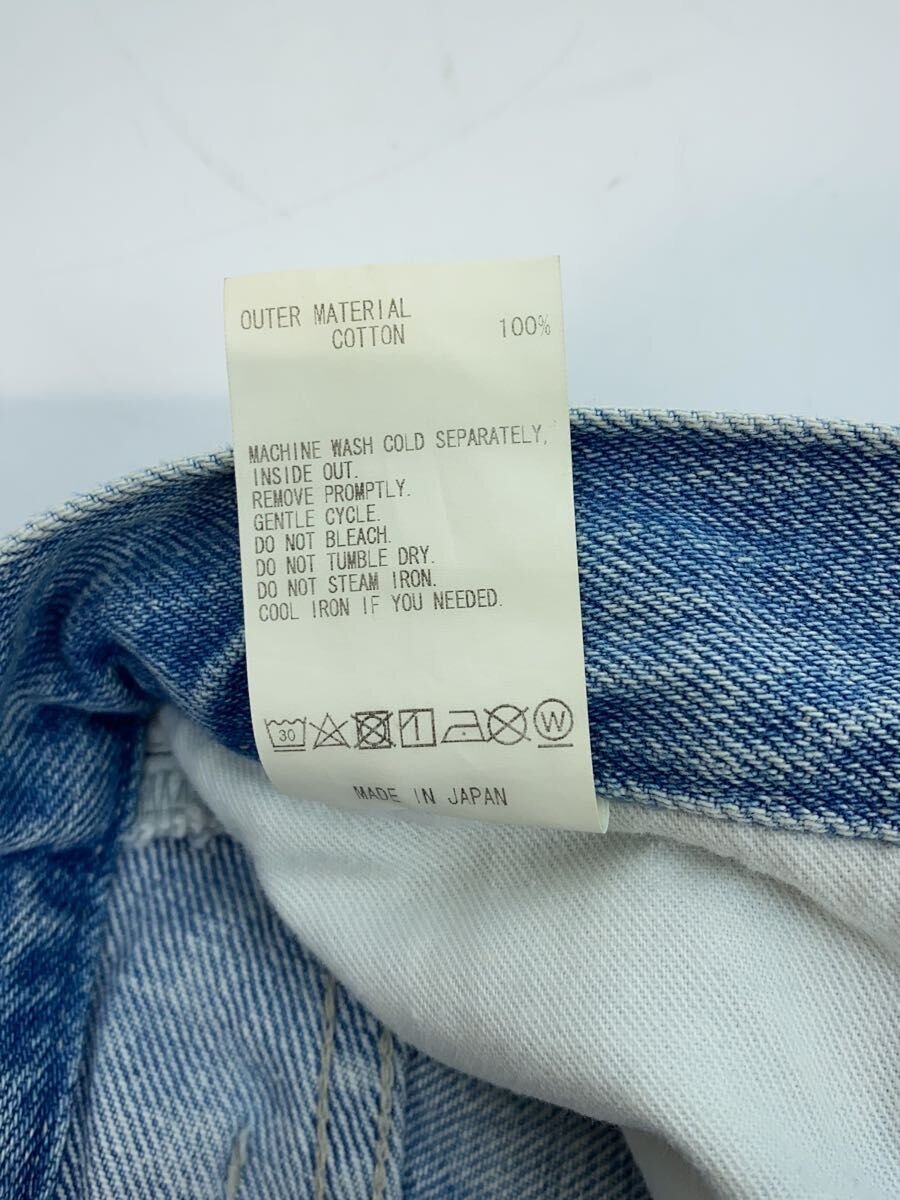 OUTER MATERIAL
COTTON 100%
MACHINE WASH COLD SEPARATELY,
INSIDE OUT.
REMOVE PROMPTLY.
GENTLE CYCLE.
DO NOT BLEACH.
DO NOT TUMBLE DRY.
DO NOT STEAM IRON.
COOL IRON IF YOU NEEDED.
30 W
MADE IN JAPAN